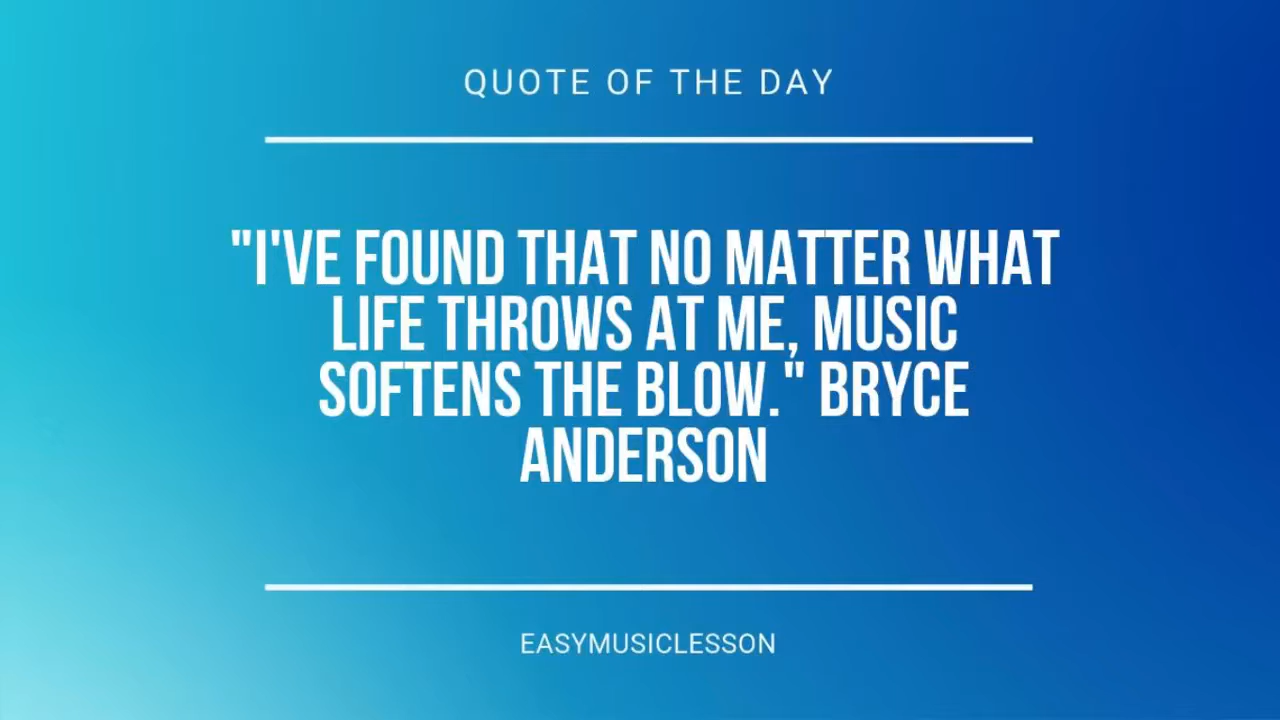 QUOTE OF THE DAY
"I'VE FOUND THAT NO MATTER WHAT
LIFE THROWS AT ME, MUSIC
SOFTENS THE BLOW." BRYCE
ANDERSON
EASYMUSICLESSON